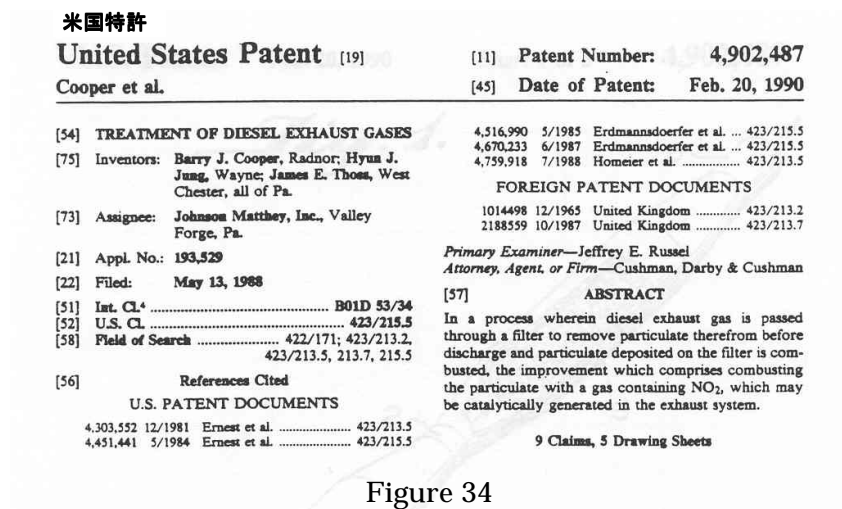 米国特許
United States Patent [19]
Cooper et al.
[11] Patent Number: 4,902,487
[45] Date of Patent: Feb. 20, 1990
[54] TREATMENT OF DIESEL EXHAUST GASES
[75] Inventors: Barry J. Cooper, Radnor; Hyun J.
Jung, Wayne; James E. Thoss, West
Chester, all of Pa.
[73] Assignee: Johnson Matthey, Inc., Valley
Forge, Pa.
[21] Appl. No.: 193,529
[22] Filed: May 13, 1988
[51] Int. Cl.⁴ .................................... B01D 53/34
[52] U.S. Cl. ....................................... 423/215.5
[58] Field of Search .................. 422/171; 423/213.2,
423/213.5, 213.7, 215.5
[56] References Cited
U.S. PATENT DOCUMENTS
4,303,552 12/1981 Ernest et al. .................. 423/213.5
4,451,441 5/1984 Ernest et al. .................. 423/215.5
4,516,990 5/1985 Erdmannsdoerfer et al. ... 423/215.5
4,670,233 6/1987 Erdmannsdoerfer et al. ... 423/215.5
4,759,918 7/1988 Homeier et al. ................ 423/213.5
FOREIGN PATENT DOCUMENTS
1014498 12/1965 United Kingdom ............. 423/213.2
2188559 10/1987 United Kingdom ............. 423/213.7
Primary Examiner—Jeffrey E. Russel
Attorney, Agent, or Firm—Cushman, Darby & Cushman
[57] ABSTRACT
In a process wherein diesel exhaust gas is passed
through a filter to remove particulate therefrom before
discharge and particulate deposited on the filter is com-
busted, the improvement which comprises combusting
the particulate with a gas containing NO₂, which may
be catalytically generated in the exhaust system.
9 Claims, 5 Drawing Sheets
Figure 34